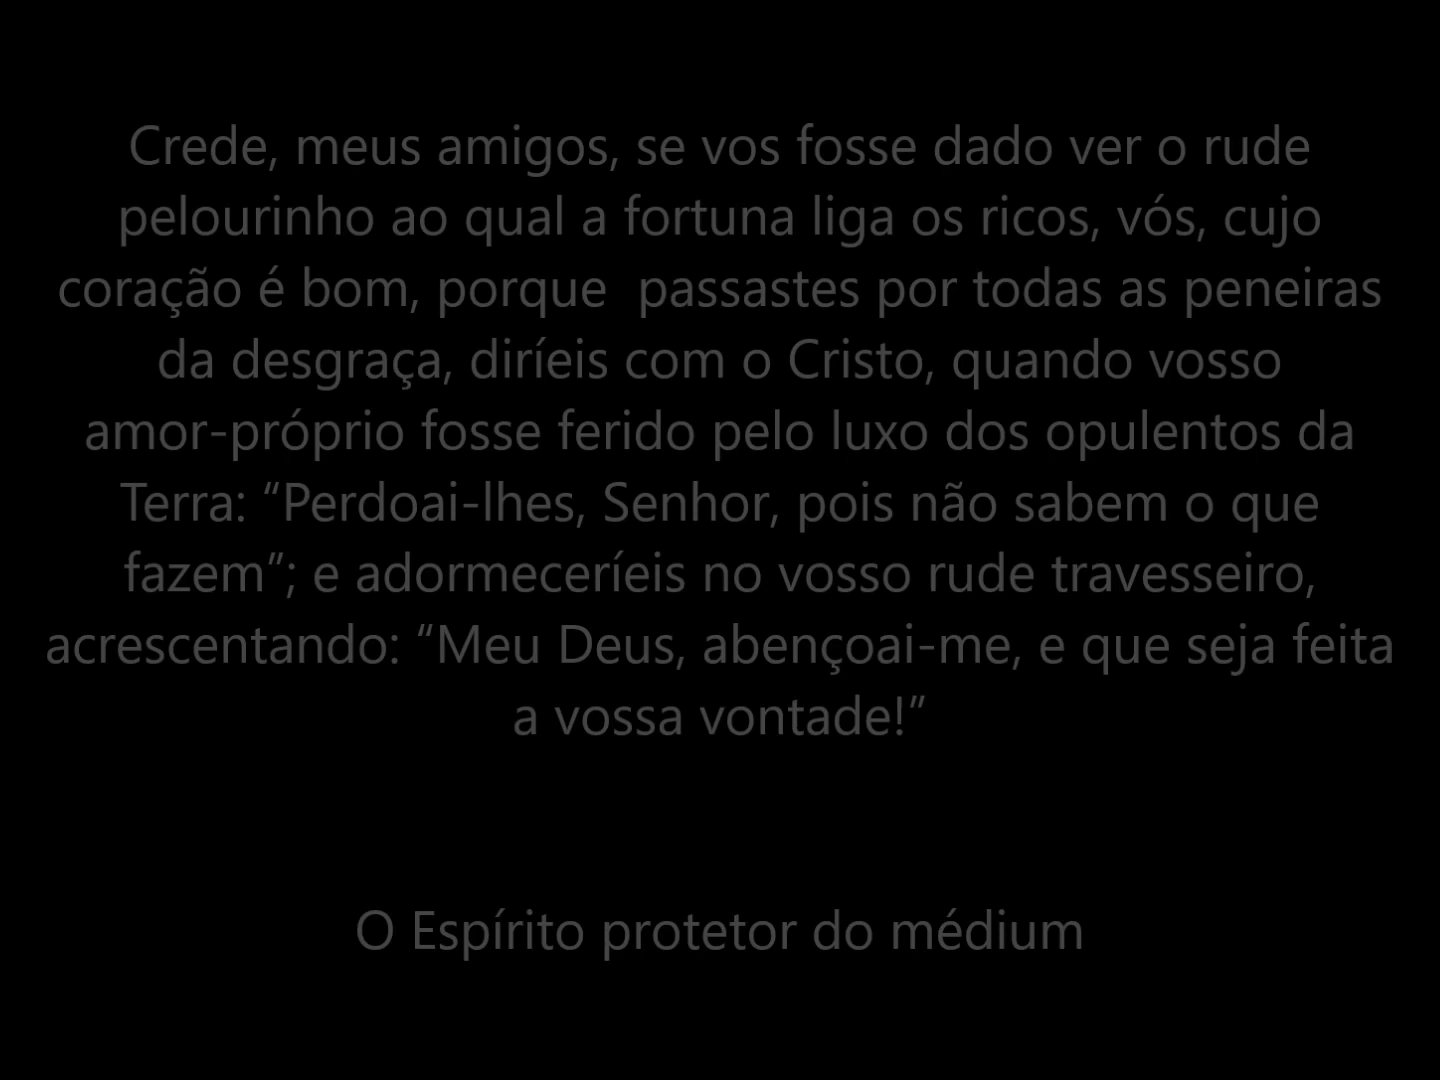 Crede, meus amigos, se vos fosse dado ver o rude
pelourinho ao qual a fortuna liga os ricos, vós, cujo
coração é bom, porque  passastes por todas as peneiras
da desgraça, diríeis com o Cristo, quando vosso
amor-próprio fosse ferido pelo luxo dos opulentos da
Terra: “Perdoai-lhes, Senhor, pois não sabem o que
fazem”; e adormeceríeis no vosso rude travesseiro,
acrescentando: “Meu Deus, abençoai-me, e que seja feita
a vossa vontade!”
O Espírito protetor do médium